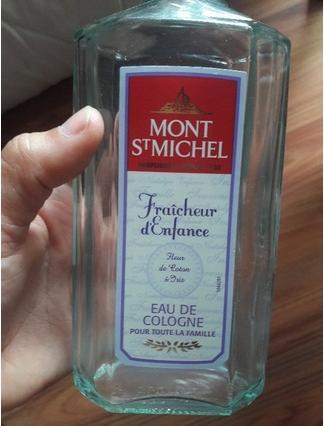 MONT
ST MICHEL
Fraîcheur
d'Enfance
Fleur
de Coton
& Iris
EAU DE
COLOGNE
POUR TOUTE LA FAMILLE